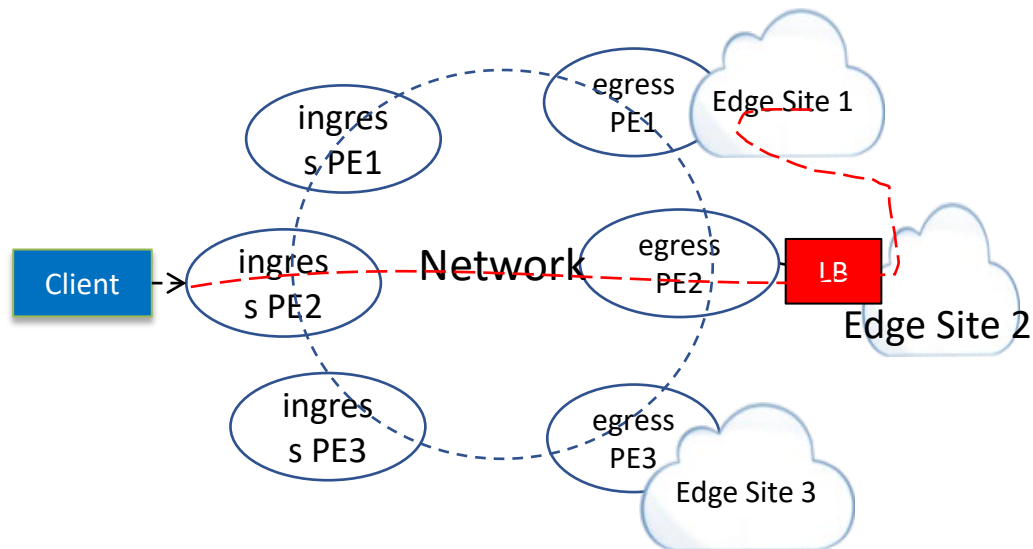 egress
PE1
Edge Site 1
ingres
s PE1
Client
ingres
s PE2
Network
egress
PE2
LB
Edge Site 2
ingres
s PE3
egress
PE3
Edge Site 3